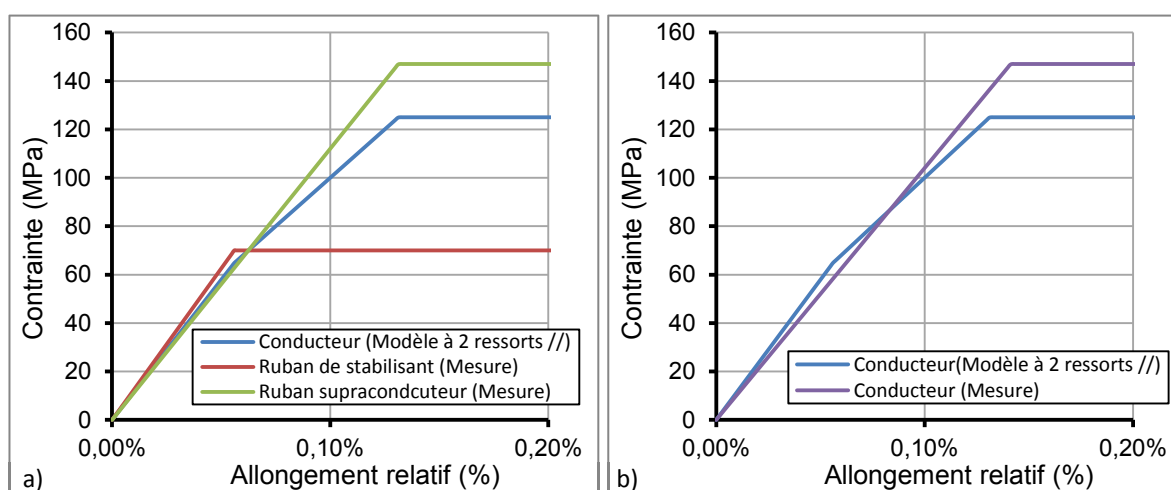 160
140
120
100
80
60
40
20
0
Contrainte (MPa)
Conducteur (Modèle à 2 ressorts //)
Ruban de stabilisant (Mesure)
Ruban supracondcuteur (Mesure)
0,00%
0,10%
0,20%
a)
Allongement relatif (%)
160
140
120
100
80
60
40
20
0
Contrainte (MPa)
Conducteur(Modèle à 2 ressorts //)
Conducteur (Mesure)
0,00%
0,10%
0,20%
b)
Allongement relatif (%)